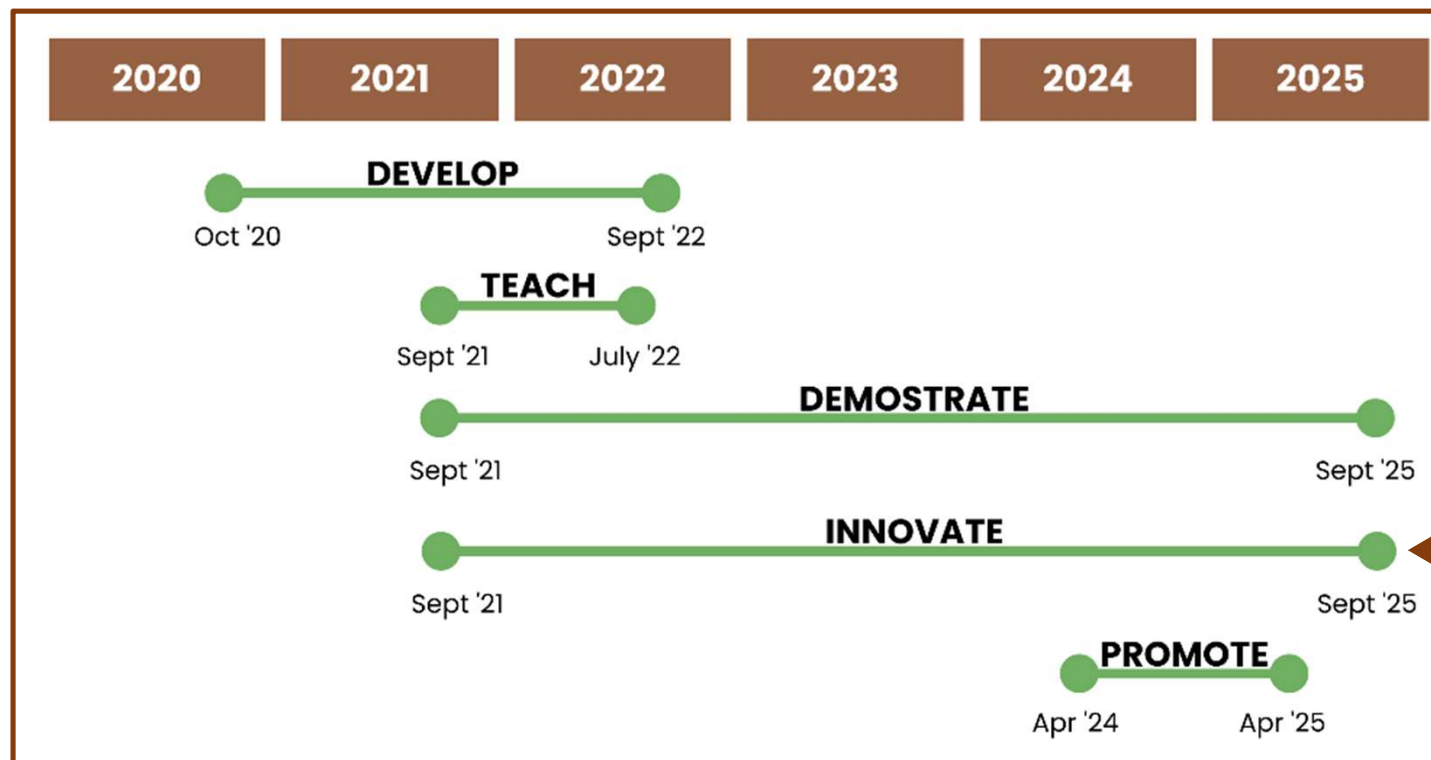 2020 2021 2022 2023 2024 2025
DEVELOP
Oct '20 Sept '22
TEACH
Sept '21 July '22
DEMOSTRATE
Sept '21 Sept '25
INNOVATE
Sept '21 Sept '25
PROMOTE
Apr '24 Apr '25